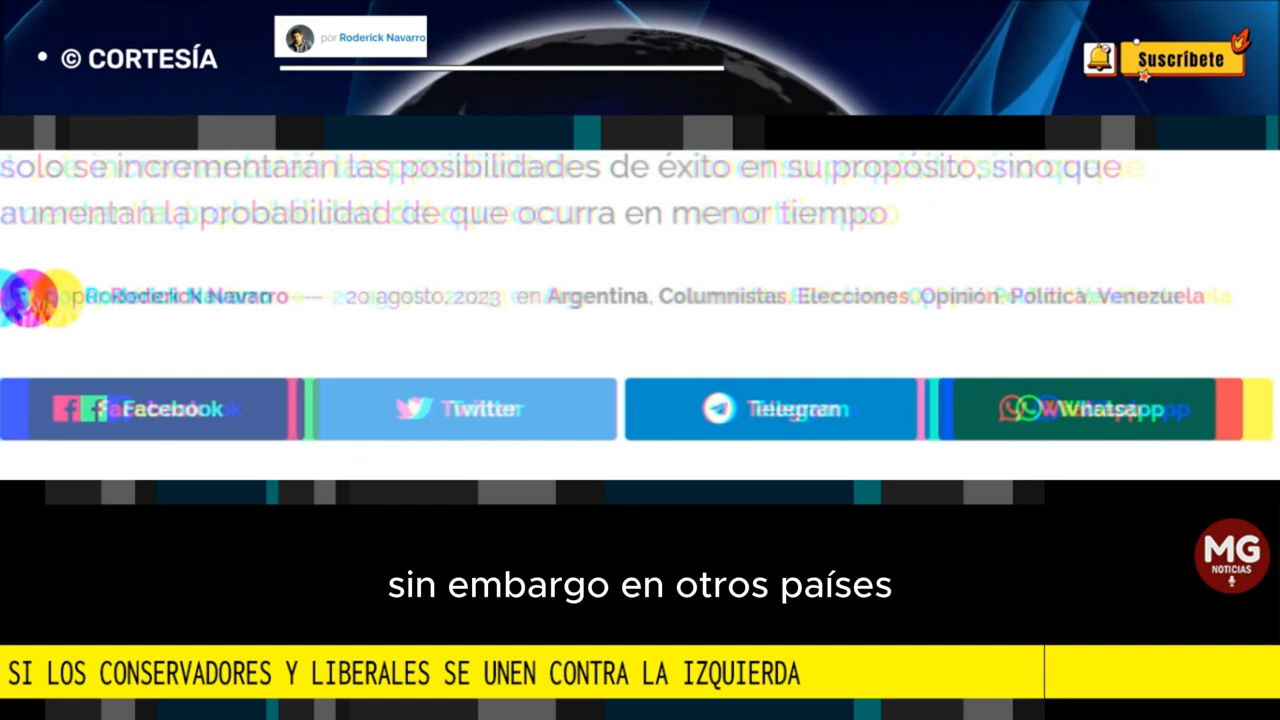 • © CORTESÍA
por Roderick Navarro
Suscríbete
solo se incrementarán las posibilidades de éxito en su propósito, sino que
aumentan la probabilidad de que ocurra en menor tiempo
por Roderick Navarro — 20 agosto, 2023 en Argentina, Columnistas, Elecciones, Opinión, Política, Venezuela
Facebook
Twitter
Telegram
Whatsapp
MG
NOTICIAS
sin embargo en otros países
SI LOS CONSERVADORES Y LIBERALES SE UNEN CONTRA LA IZQUIERDA